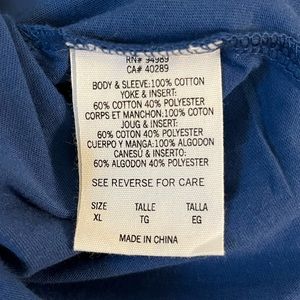 RN# 94989
CA# 40289
BODY & SLEEVE:100% COTTON
YOKE & INSERT:
60% COTTON 40% POLYESTER
CORPS ET MANCHON:100% COTON
JOUG & INSERT:
60% COTON 40% POLYESTER
CUERPO Y MANGA:100% ALGODON
CANESÚ & INSERTO:
60% ALGODON 40% POLYESTER
SEE REVERSE FOR CARE
SIZE TALLE TALLA
XL TG EG
MADE IN CHINA